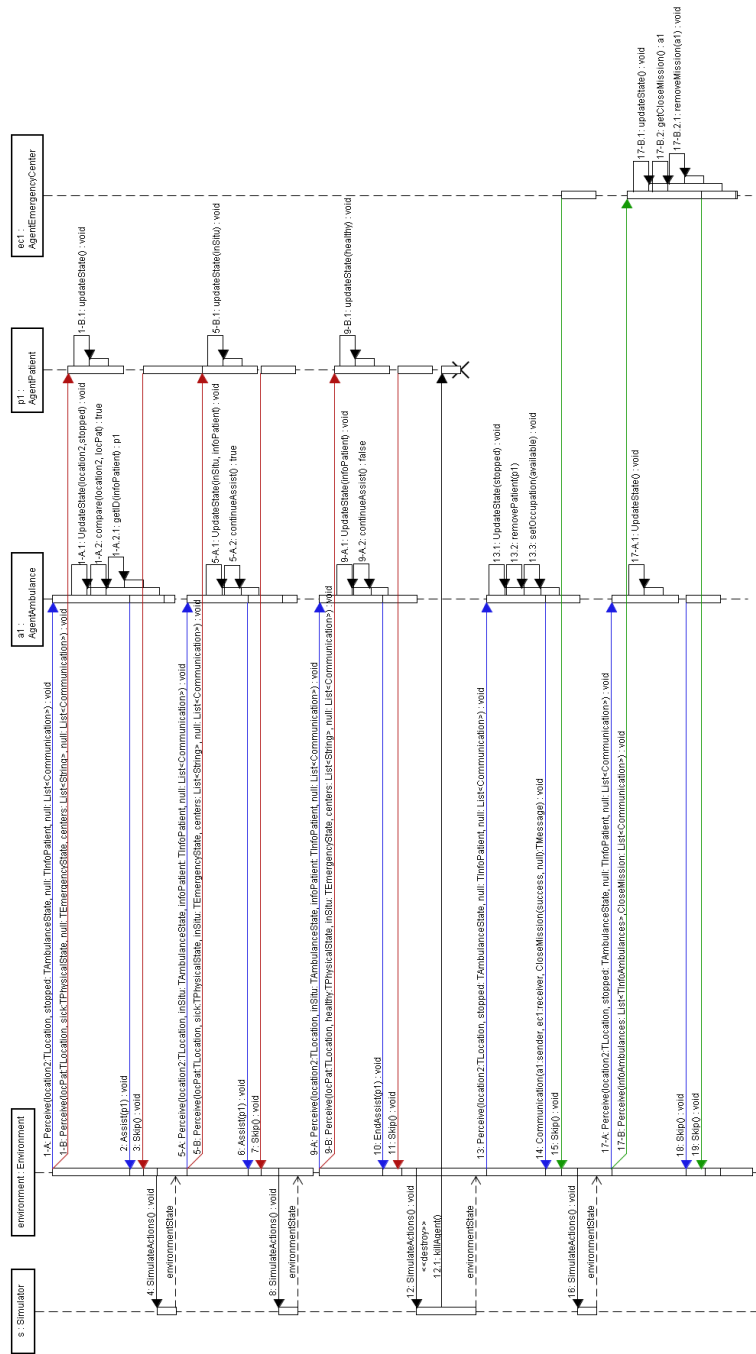 s : Simulator
environment : Environment
a1 :
AgentAmbulance
p1 :
AgentPatient
ec1 :
AgentEmergencyCenter
1-A: Perceive(location2:TLocation, stopped: TAmbulanceState, null: TInfoPatient, null: List<Communication>) : void
1-B: Perceive(locPat:TLocation, sick:TPhysicalState, null: TEmergencyState, centers: List<String>, null: List<Communication>) : void
1-A.1: UpdateState(location2,stopped) : void
1-A.2: compare(location2, locPat) : true
1-A.2.1: getID(infoPatient) : p1
1-B.1: updateState() : void
2: Assist(p1) : void
3: Skip() : void
4: SimulateActions() : void
environmentState
5-A: Perceive(location2:TLocation, inSitu: TAmbulanceState, infoPatient: TInfoPatient, null: List<Communication>) : void
5-B: Perceive(locPat:TLocation, sick:TPhysicalState, inSitu: TEmergencyState, centers: List<String>, null: List<Communication>) : void
5-A.1: UpdateState(inSitu, infoPatient) : void
5-A.2: continueAssist() : true
5-B.1: updateState(inSitu) : void
6: Assist(p1) : void
7: Skip() : void
8: SimulateActions() : void
environmentState
9-A: Perceive(location2:TLocation, inSitu: TAmbulanceState, infoPatient: TInfoPatient, null: List<Communication>) : void
9-B: Perceive(locPat:TLocation, healthy:TPhysicalState, inSitu: TEmergencyState, centers: List<String>, null: List<Communication>) : void
9-A.1: UpdateState(infoPatient) : void
9-A.2: continueAssist() : false
9-B.1: updateState(healthy) : void
10: EndAssist(p1) : void
11: Skip() : void
12: SimulateActions() : void
<<destroy>>
12.1: killAgent()
environmentState
13: Perceive(location2:TLocation, stopped: TAmbulanceState, null: TInfoPatient, null: List<Communication>) : void
13.1: UpdateState(stopped) : void
13.2: removePatient(p1)
13.3: setOccupation(available) : void
14: Communication(a1:sender, ec1:receiver, CloseMission(success, null):TMessage) : void
15: Skip() : void
16: SimulateActions() : void
environmentState
17-A: Perceive(location2:TLocation, stopped: TAmbulanceState, null: TInfoPatient, null: List<Communication>) : void
17-B: Perceive(infoAmbulances: List<TInfoAmbulances>,CloseMission: List<Communication>) : void
17-A.1: UpdateState() : void
17-B.1: updateState() : void
17-B.2: getCloseMission() : a1
17-B.2.1: removeMission(a1) : void
18: Skip() : void
19: Skip() : void